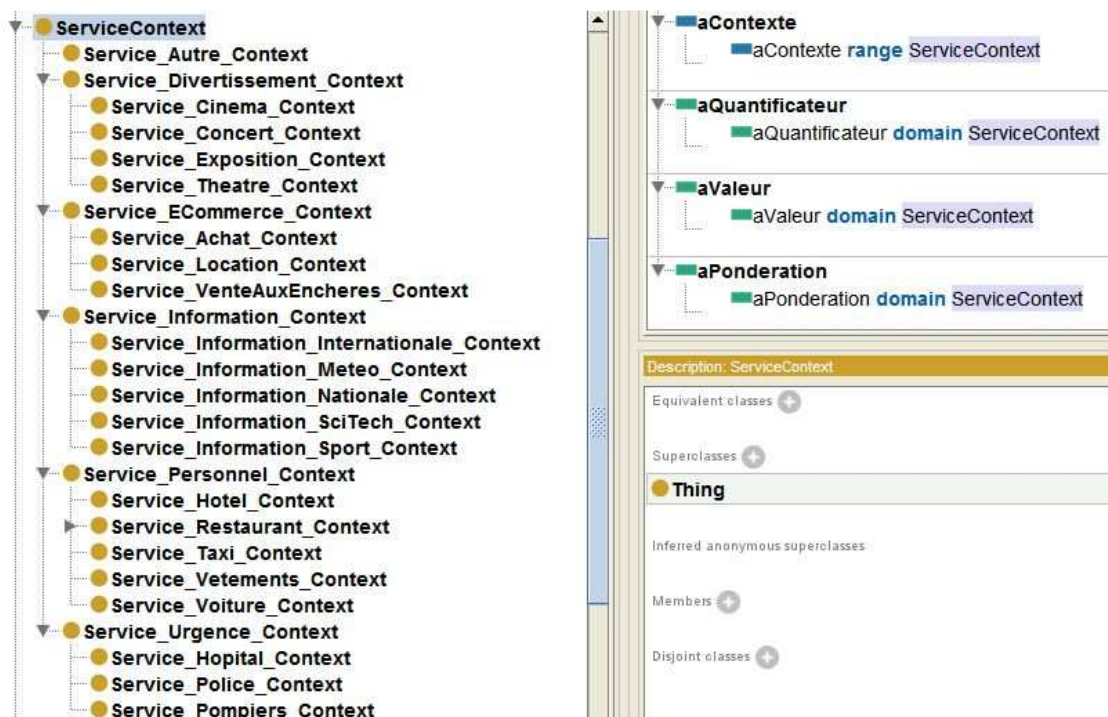 ServiceContext
Service_Autre_Context
Service_Divertissement_Context
Service_Cinema_Context
Service_Concert_Context
Service_Exposition_Context
Service_Theatre_Context
Service_ECommerce_Context
Service_Achat_Context
Service_Location_Context
Service_VenteAuxEncheres_Context
Service_Information_Context
Service_Information_Internationale_Context
Service_Information_Meteo_Context
Service_Information_Nationale_Context
Service_Information_SciTech_Context
Service_Information_Sport_Context
Service_Personnel_Context
Service_Hotel_Context
Service_Restaurant_Context
Service_Taxi_Context
Service_Vetements_Context
Service_Voiture_Context
Service_Urgence_Context
Service_Hopital_Context
Service_Police_Context
Service_Pompiers_Context
aContexte
aContexte range ServiceContext
aQuantificateur
aQuantificateur domain ServiceContext
aValeur
aValeur domain ServiceContext
aPonderation
aPonderation domain ServiceContext
Description: ServiceContext
Equivalent classes
Superclasses
Thing
Inferred anonymous superclasses
Members
Disjoint classes